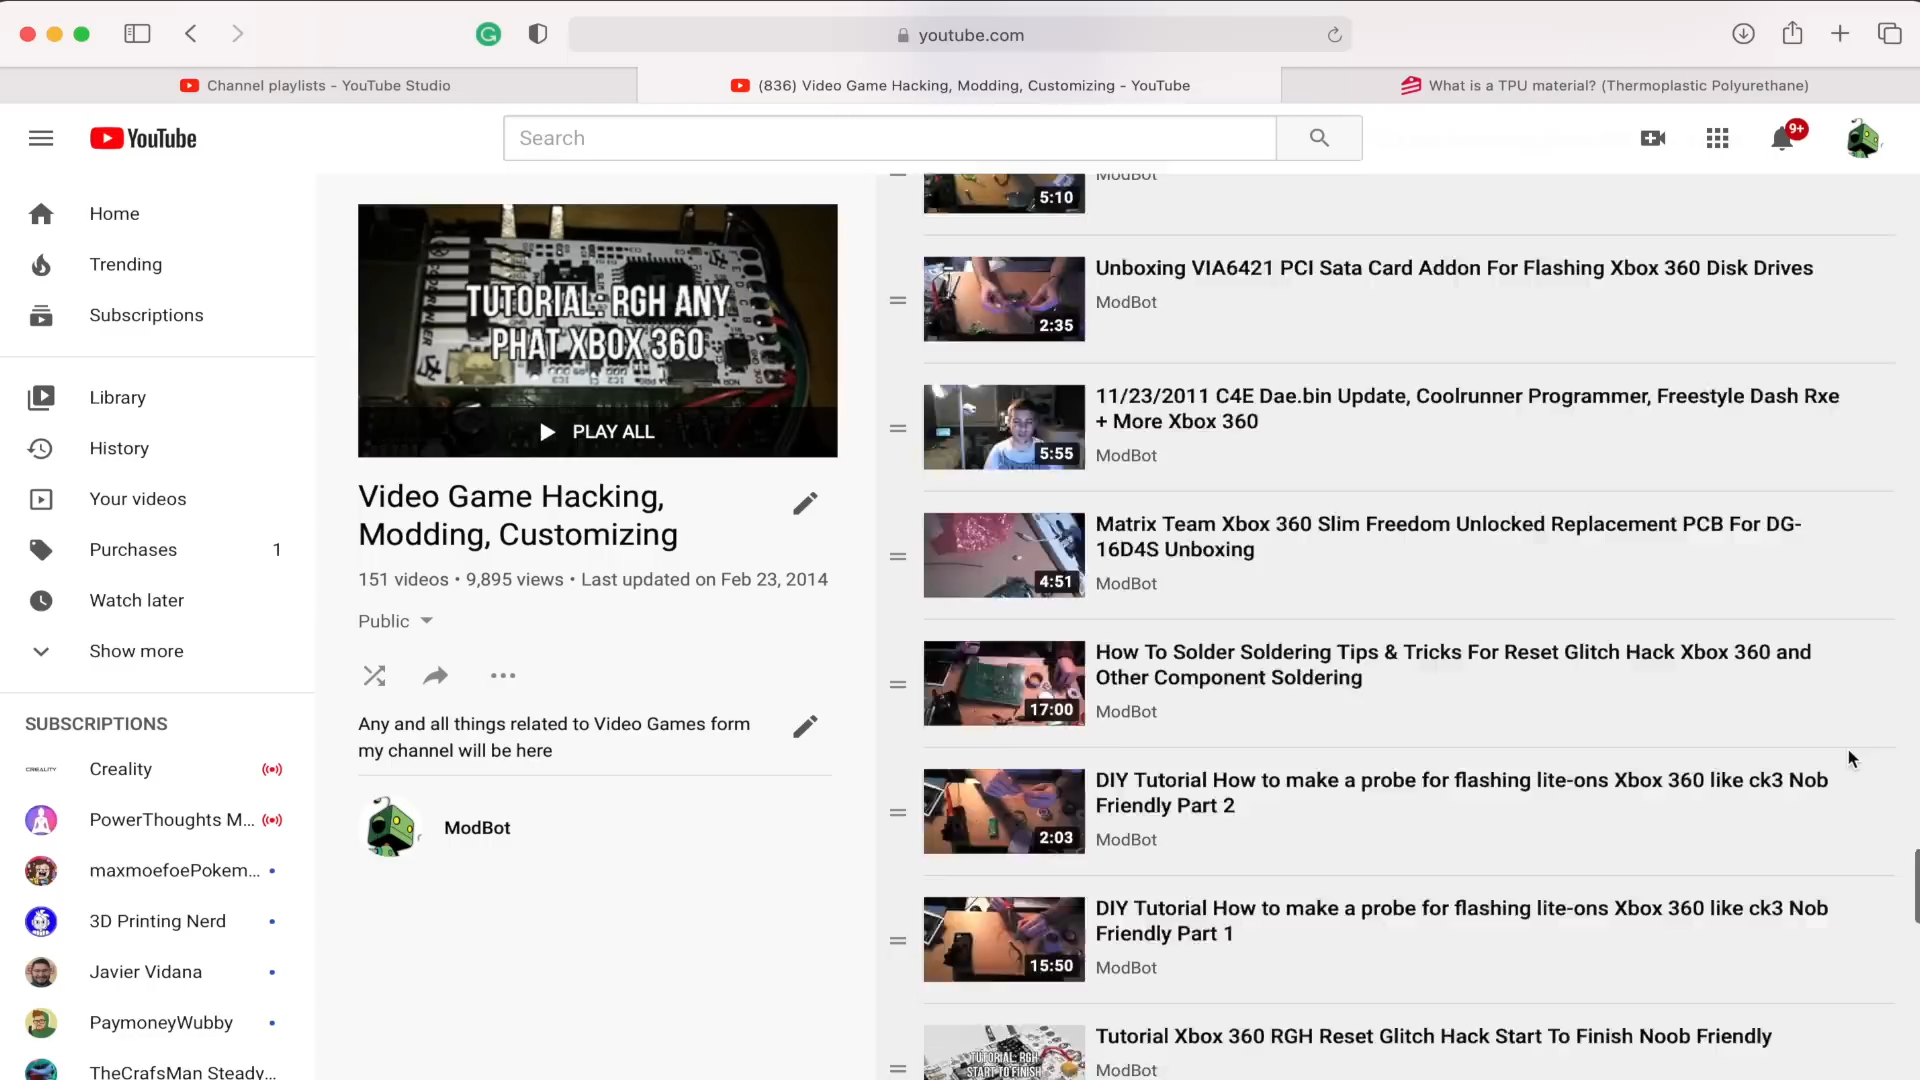 youtube.com
Channel playlists - YouTube Studio
(836) Video Game Hacking, Modding, Customizing - YouTube
What is a TPU material? (Thermoplastic Polyurethane)
YouTube
Search
9+
Home
Trending
Subscriptions
Library
History
Your videos
Purchases 1
Watch later
Show more
SUBSCRIPTIONS
CREALITY
Creality
PowerThoughts M...
maxmoefoePokem...
3D Printing Nerd
Javier Vidana
PaymoneyWubby
TheCrafsMan Steady...
TUTORIAL: RGH ANY
PHAT XBOX 360
PLAY ALL
Video Game Hacking,
Modding, Customizing
151 videos • 9,895 views • Last updated on Feb 23, 2014
Public
Any and all things related to Video Games form
my channel will be here
ModBot
ModBot
5:10
Unboxing VIA6421 PCI Sata Card Addon For Flashing Xbox 360 Disk Drives
ModBot
2:35
11/23/2011 C4E Dae.bin Update, Coolrunner Programmer, Freestyle Dash Rxe
+ More Xbox 360
ModBot
5:55
Matrix Team Xbox 360 Slim Freedom Unlocked Replacement PCB For DG-
16D4S Unboxing
ModBot
4:51
How To Solder Soldering Tips & Tricks For Reset Glitch Hack Xbox 360 and
Other Component Soldering
ModBot
17:00
DIY Tutorial How to make a probe for flashing lite-ons Xbox 360 like ck3 Nob
Friendly Part 2
ModBot
2:03
DIY Tutorial How to make a probe for flashing lite-ons Xbox 360 like ck3 Nob
Friendly Part 1
ModBot
15:50
Tutorial Xbox 360 RGH Reset Glitch Hack Start To Finish Noob Friendly
ModBot
TUTORIAL: RGH
START TO FINISH